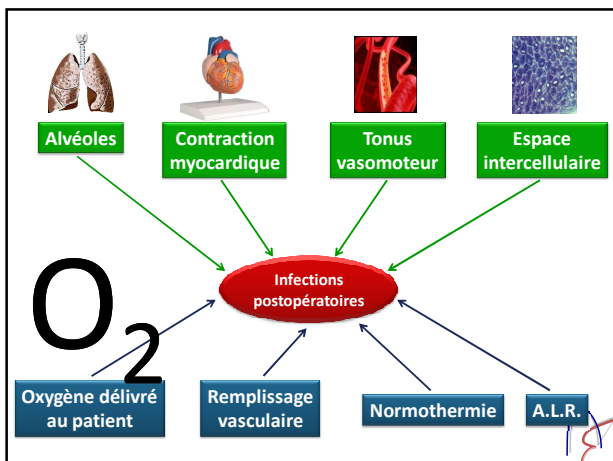 Alvéoles
Contraction
myocardique
Tonus
vasomoteur
Espace
intercellulaire
Infections
postopératoires
O2
Oxygène délivré
au patient
Remplissage
vasculaire
Normothermie
A.L.R.